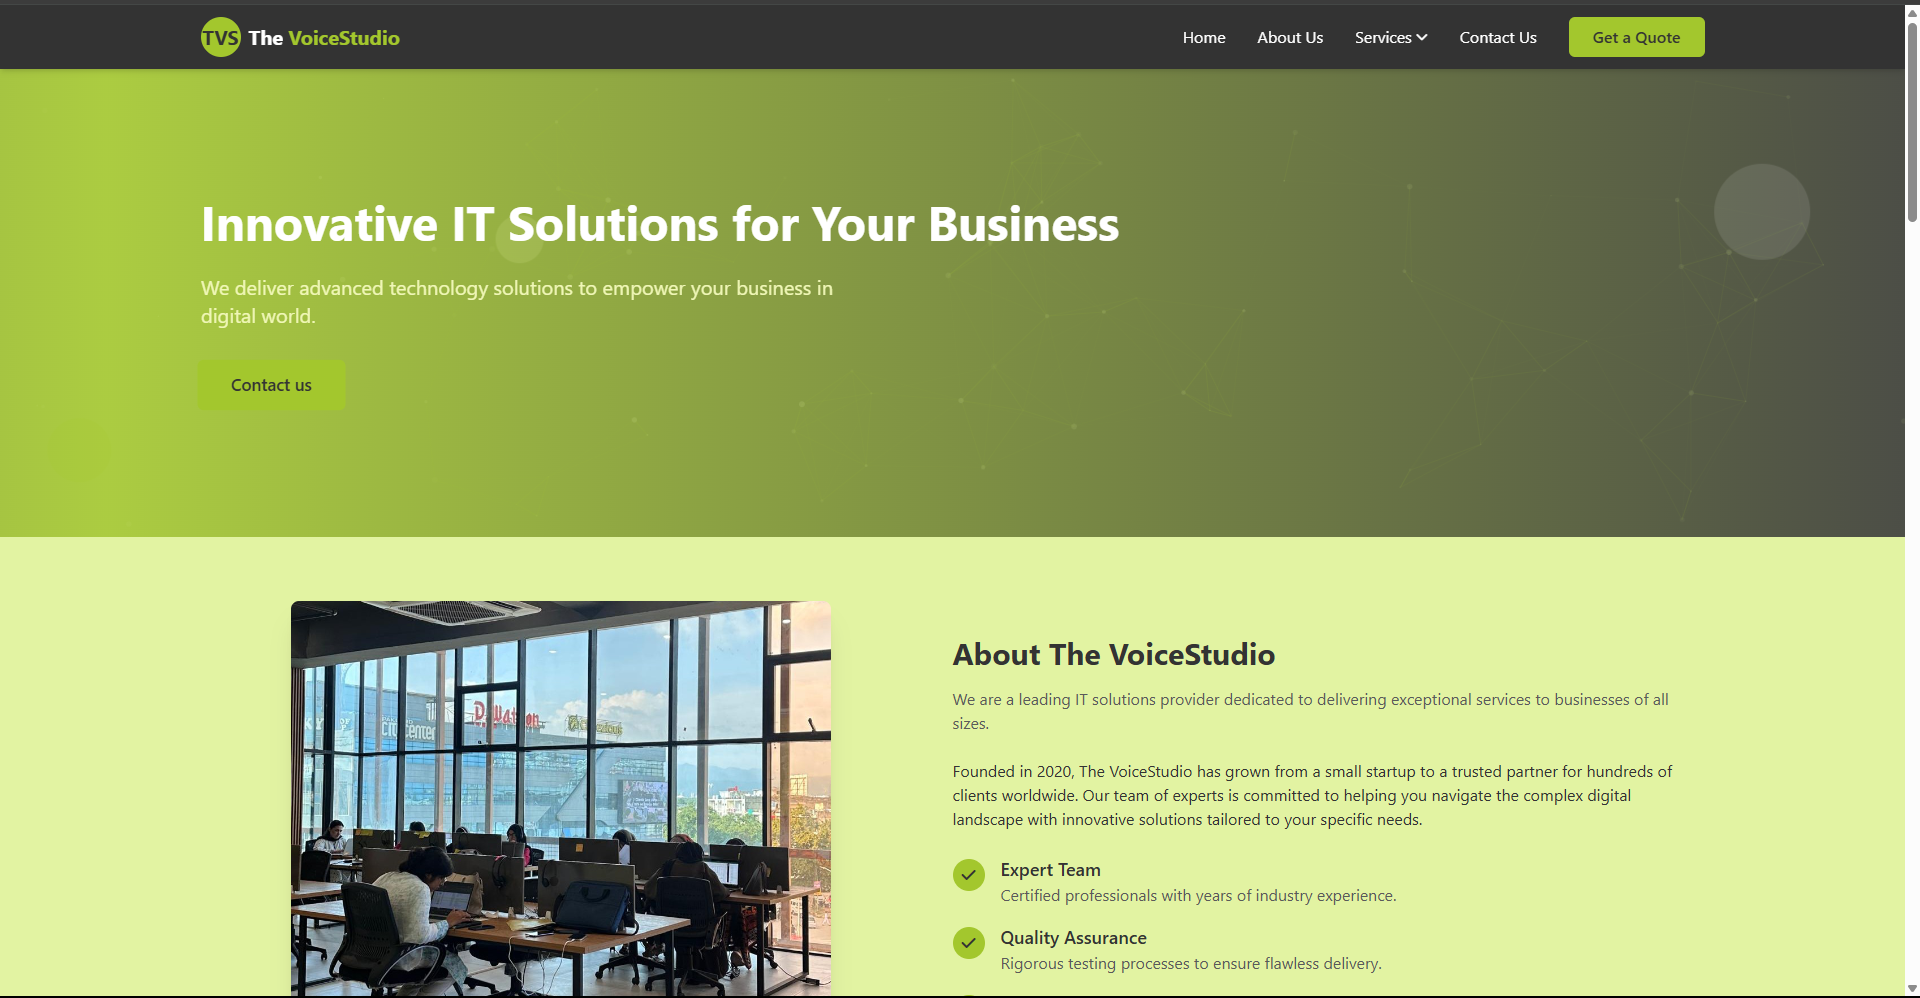 TVS The VoiceStudio
Home
About Us
Services
Contact Us
Get a Quote
Innovative IT Solutions for Your Business
We deliver advanced technology solutions to empower your business in
digital world.
Contact us
About The VoiceStudio
We are a leading IT solutions provider dedicated to delivering exceptional services to businesses of all
sizes.
Founded in 2020, The VoiceStudio has grown from a small startup to a trusted partner for hundreds of
clients worldwide. Our team of experts is committed to helping you navigate the complex digital
landscape with innovative solutions tailored to your specific needs.
Expert Team
Certified professionals with years of industry experience.
Quality Assurance
Rigorous testing processes to ensure flawless delivery.
D.Watson
citicenter